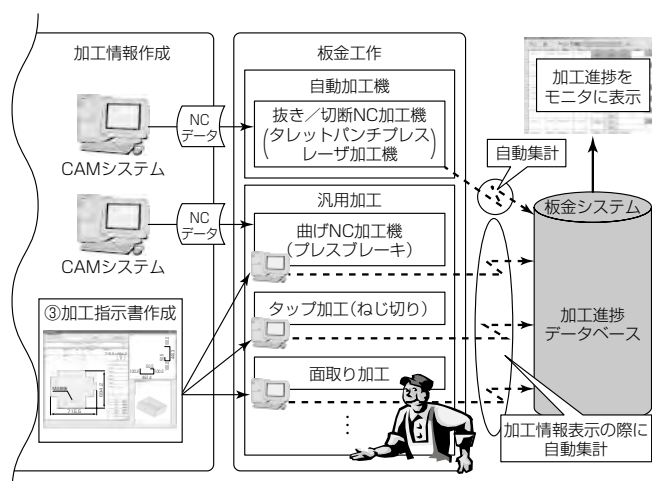 加工情報作成
CAMシステム
NC
データ
CAMシステム
NC
データ
③加工指示書作成
板金工作
自動加工機
抜き／切断NC加工機
(タレットパンチプレス)
レーザ加工機
汎用加工
曲げNC加工機
(プレスブレーキ)
タップ加工(ねじ切り)
面取り加工
⋮
加工進捗を
モニタに表示
自動集計
板金システム
加工進捗
データベース
加工情報表示の際に
自動集計